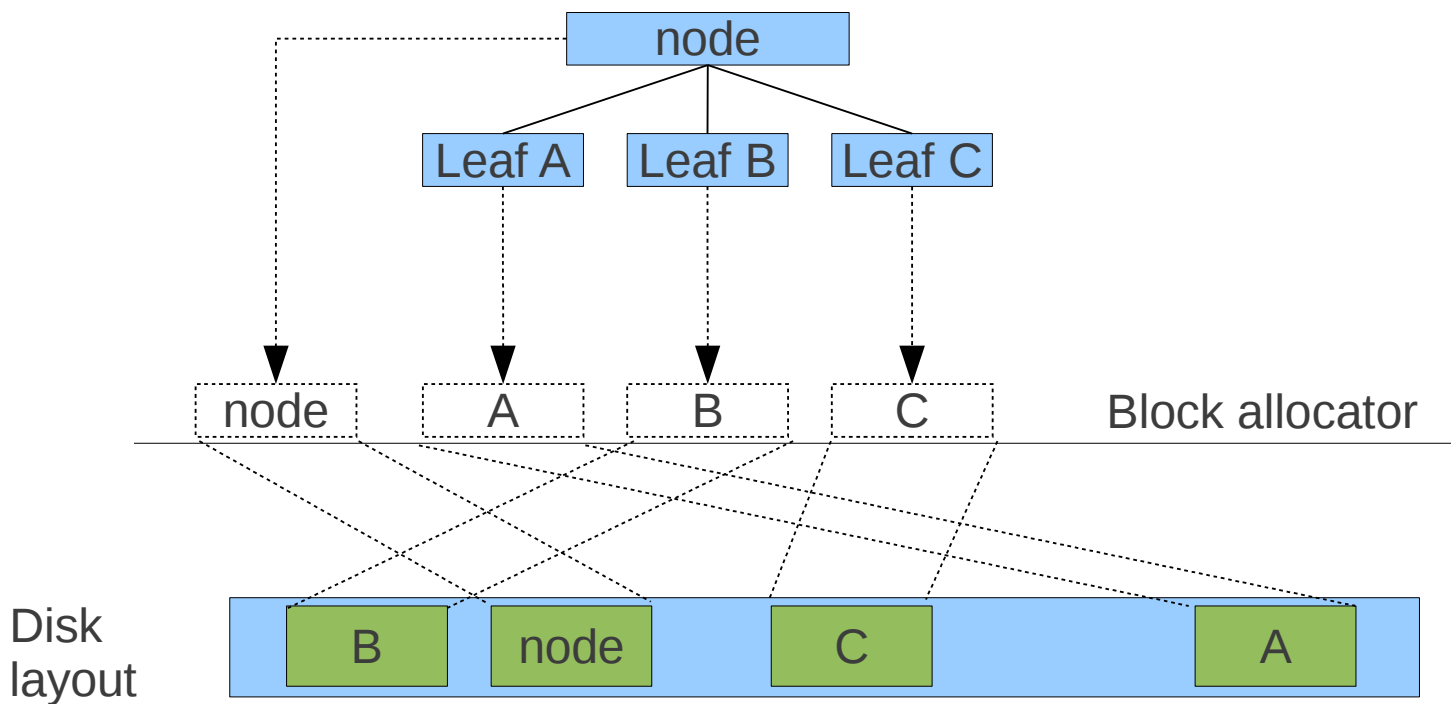 node
Leaf A
Leaf B
Leaf C
node
A
B
C
Block allocator
Disk
layout
B
node
C
A